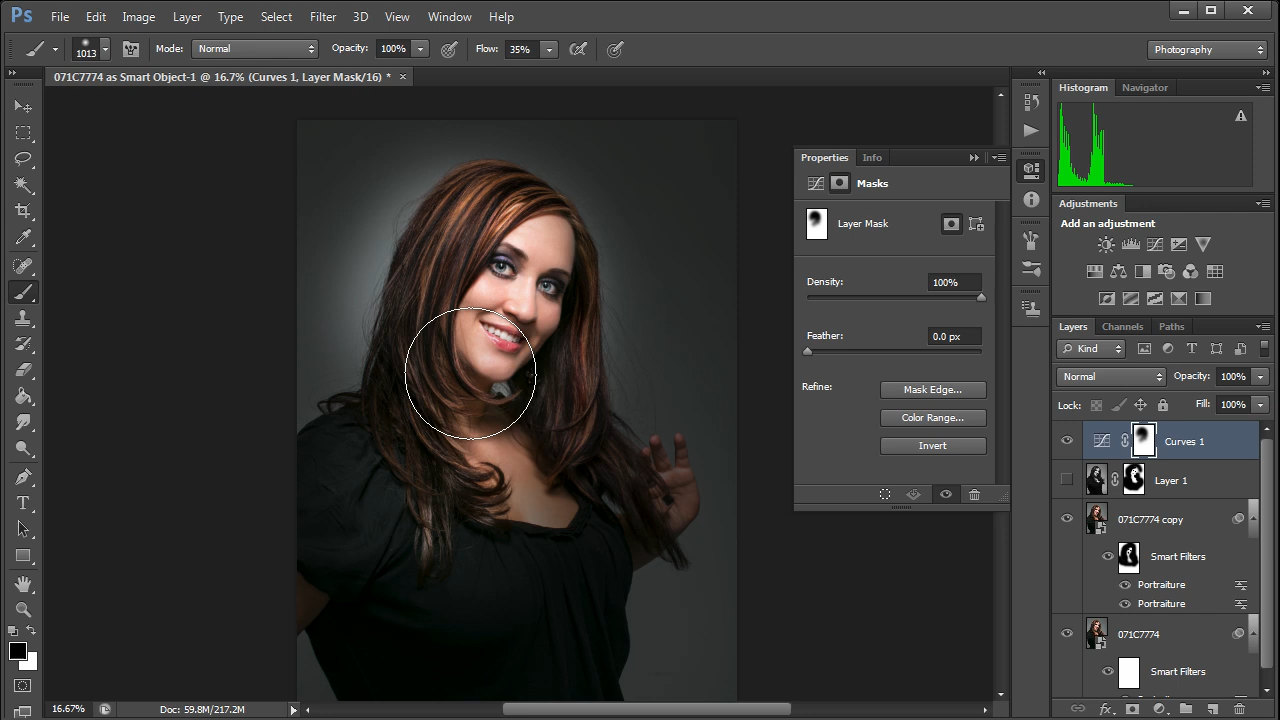 Ps File Edit Image Layer Type Select Filter 3D View Window Help
1013 Mode: Normal Opacity: 100% Flow: 35% Photography
071C7774 as Smart Object-1 @ 16.7% (Curves 1, Layer Mask/16) * ×
Histogram Navigator
Properties Info
Masks
Layer Mask
Density: 100%
Feather: 0.0 px
Refine: Mask Edge...
Color Range...
Invert
Adjustments
Add an adjustment
Layers Channels Paths
Kind
Normal Opacity: 100%
Lock: Fill: 100%
Curves 1
Layer 1
071C7774 copy
Smart Filters
Portraiture
Portraiture
071C7774
Smart Filters
16.67% Doc: 59.8M/217.2M